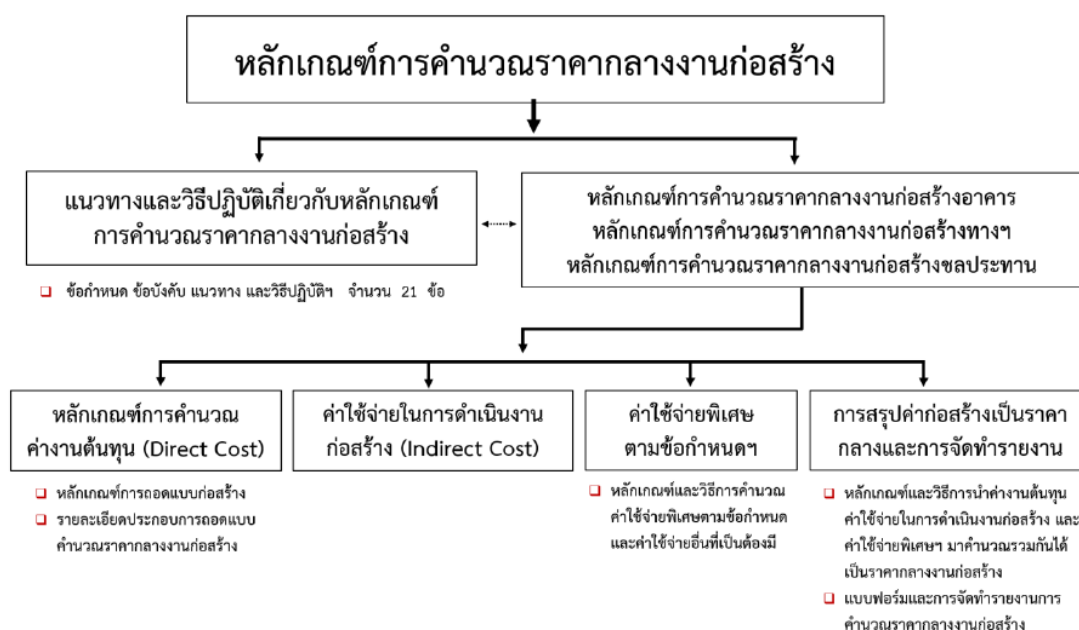 หลักเกณฑ์การคำนวณราคากลางงานก่อสร้าง
แนวทางและวิธีปฏิบัติเกี่ยวกับหลักเกณฑ์
การคำนวณราคากลางงานก่อสร้าง
ข้อกำหนด ข้อบังคับ แนวทาง และวิธีปฏิบัติฯ จำนวน 21 ข้อ
หลักเกณฑ์การคำนวณราคากลางงานก่อสร้างอาคาร
หลักเกณฑ์การคำนวณราคากลางงานก่อสร้างทางฯ
หลักเกณฑ์การคำนวณราคากลางงานก่อสร้างชลประทาน
หลักเกณฑ์การคำนวณ
ค่างานต้นทุน (Direct Cost)
หลักเกณฑ์การถอดแบบก่อสร้าง
รายละเอียดประกอบการถอดแบบ
คำนวณราคากลางงานก่อสร้าง
ค่าใช้จ่ายในการดำเนินงาน
ก่อสร้าง (Indirect Cost)
ค่าใช้จ่ายพิเศษ
ตามข้อกำหนดฯ
หลักเกณฑ์และวิธีการคำนวณ
ค่าใช้จ่ายพิเศษตามข้อกำหนด
และค่าใช้จ่ายอื่นที่เป็นต้องมี
การสรุปค่าก่อสร้างเป็นราคา
กลางและการจัดทำรายงาน
หลักเกณฑ์และวิธีการนำค่างานต้นทุน
ค่าใช้จ่ายในการดำเนินงานก่อสร้าง และ
ค่าใช้จ่ายพิเศษฯ มาคำนวณรวมกันได้
เป็นราคากลางงานก่อสร้าง
แบบฟอร์มและการจัดทำรายงานการ
คำนวณราคากลางงานก่อสร้าง